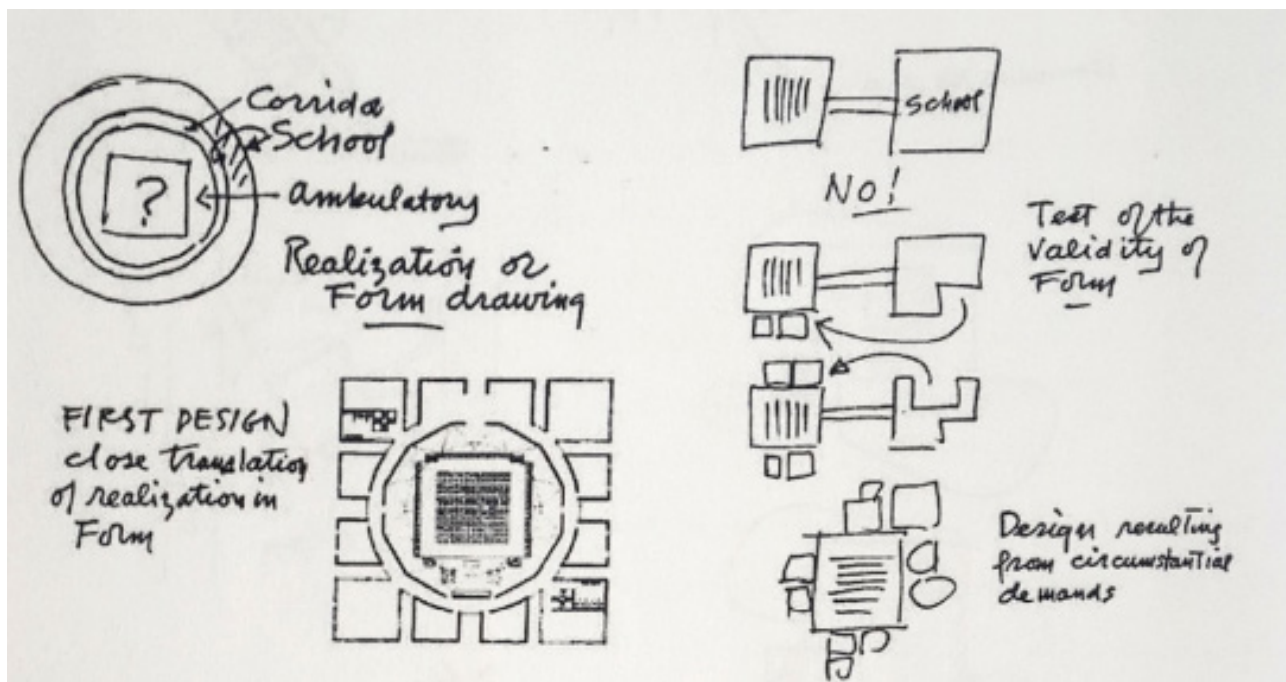 Corridor
School
ambulatory
?
Realization or
Form drawing
FIRST DESIGN
close translation
of realization in
Form
School
NO!
Test of the
Validity of
Form
Design resulting
from circumstantial
demands